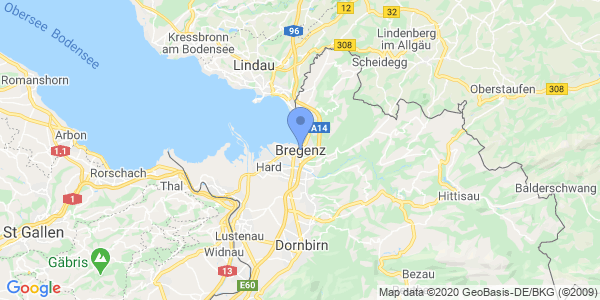 Obersee Bodensee
Kressbronn
am Bodensee
12
32
96
308
Lindenberg
im Allgäu
Lindau
Scheidegg
Romanshorn
Oberstaufen
308
Arbon
A14
1.1
Bregenz
Rorschach
Hard
Thal
Balderschwang
1
Hittisau
St Gallen
Lustenau
Widnau
Dornbirn
Gäbris
13
E60
Bezau
Google
Map data ©2020 GeoBasis-DE/BKG (©2009)